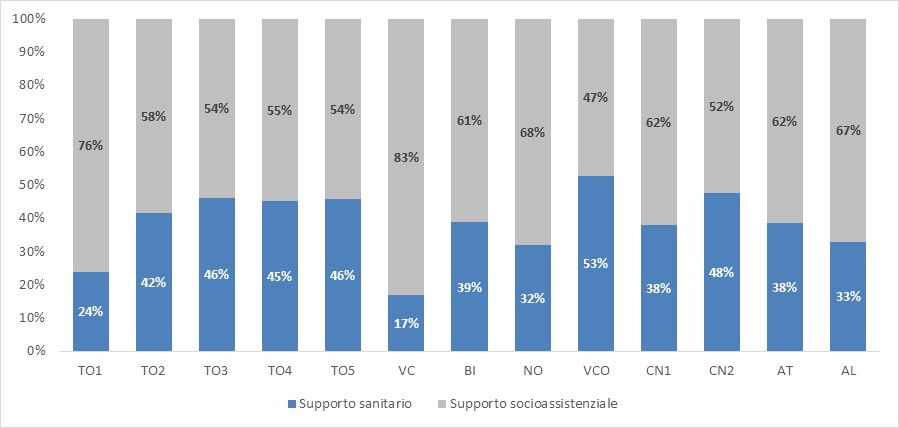 100%
90%
80%
70%
60%
50%
40%
30%
20%
10%
0%
76% 58% 54% 55% 54% 83% 61% 68% 47% 62% 52% 62% 67%
24% 42% 46% 45% 46% 17% 39% 32% 53% 38% 48% 38% 33%
TO1 TO2 TO3 TO4 TO5 VC BI NO VCO CN1 CN2 AT AL
Supporto sanitario Supporto socioassistenziale